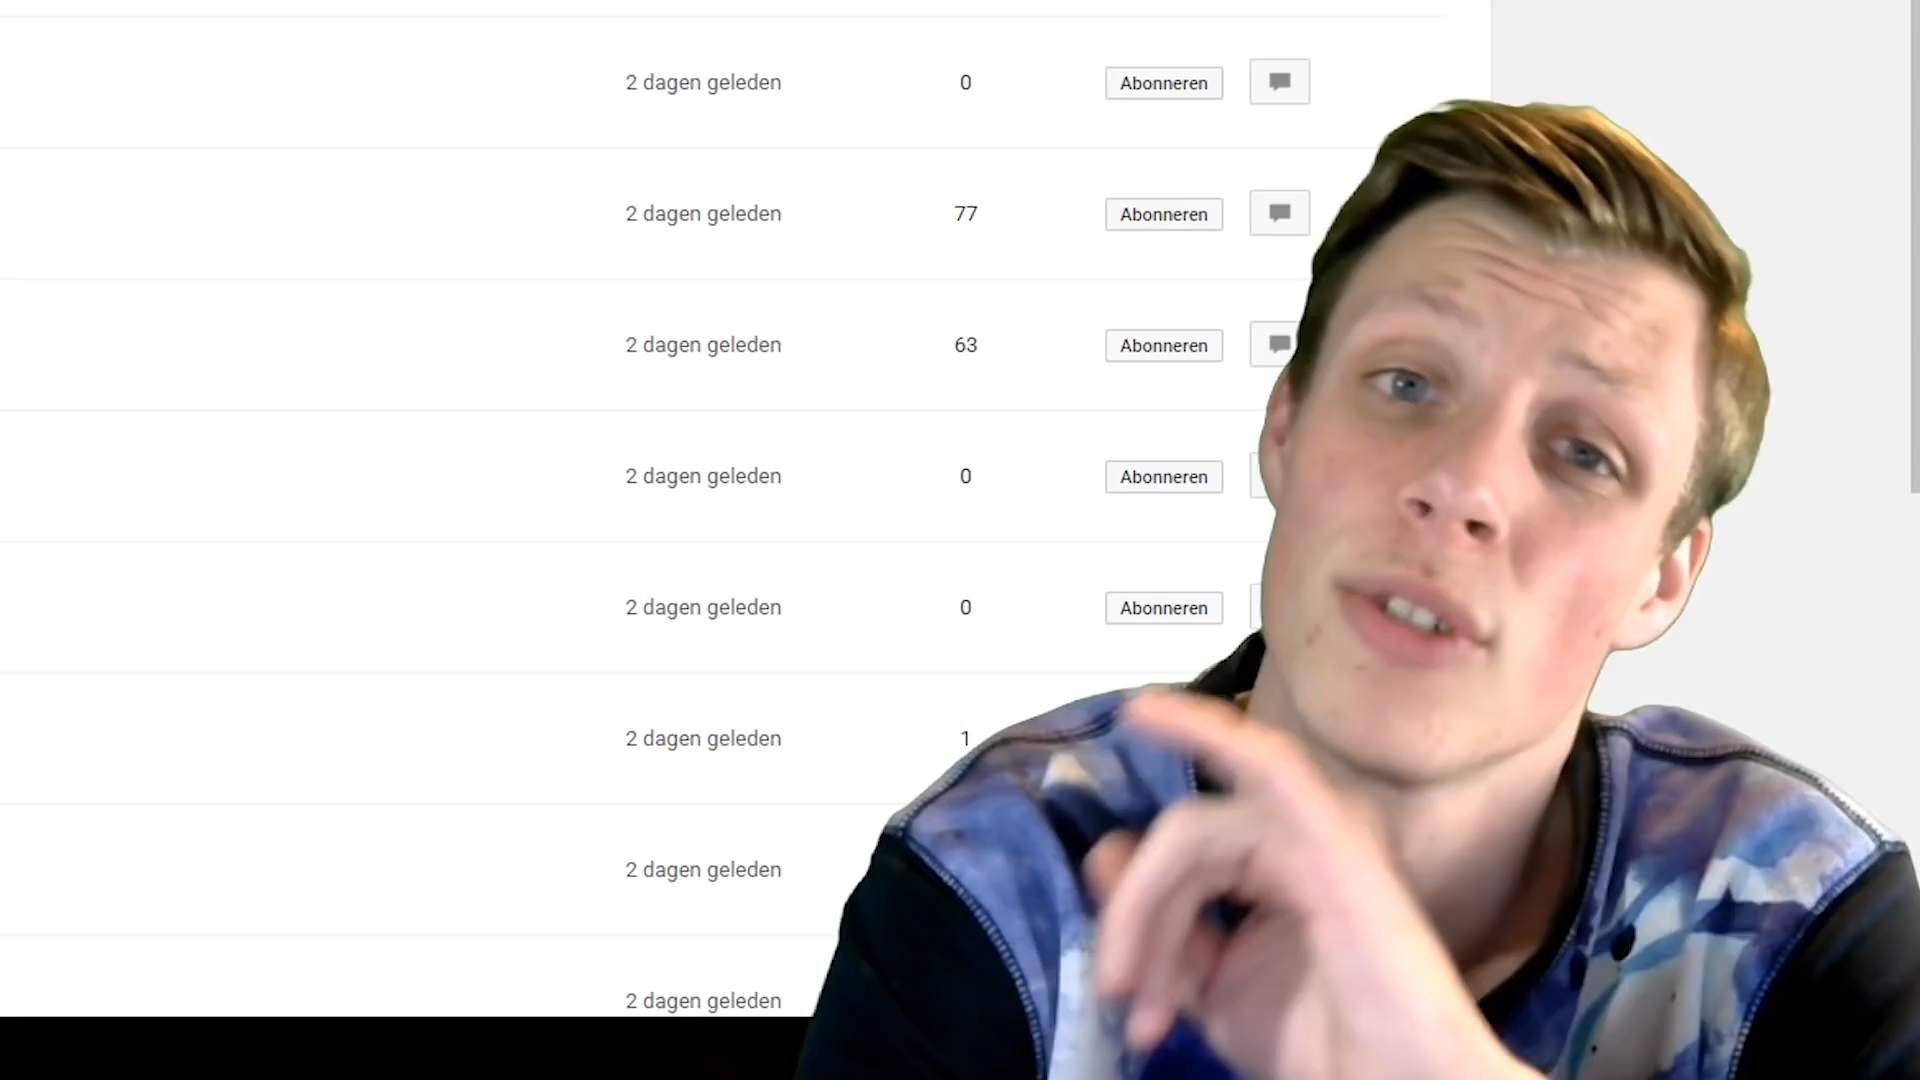 2 dagen geleden 0 Abonneren
2 dagen geleden 77 Abonneren
2 dagen geleden 63 Abonneren
2 dagen geleden 0 Abonneren
2 dagen geleden 0 Abonneren
2 dagen geleden 1
2 dagen geleden
2 dagen geleden